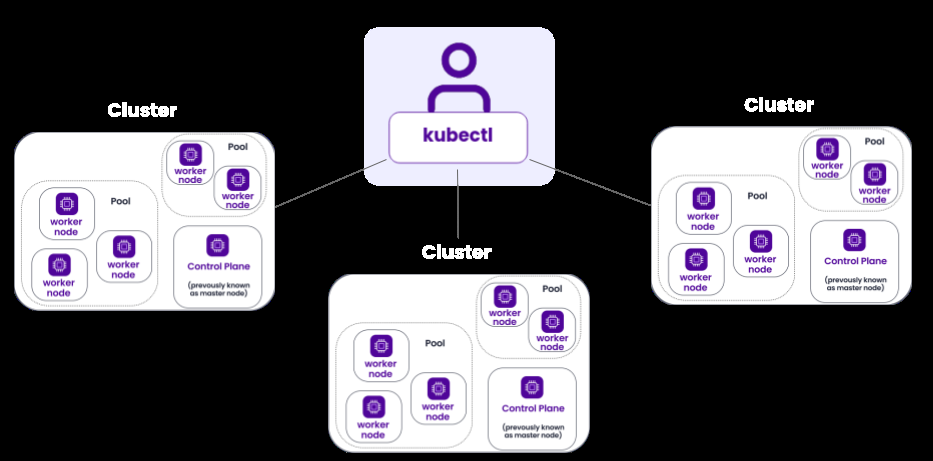 kubectl
Cluster
Pool
worker
node
worker
node
Pool
worker
node
worker
node
worker
node
Control Plane
(prevously known
as master node)
Cluster
Pool
worker
node
worker
node
Pool
worker
node
worker
node
worker
node
Control Plane
(prevously known
as master node)
Cluster
Pool
worker
node
worker
node
Pool
worker
node
worker
node
worker
node
Control Plane
(prevously known
as master node)